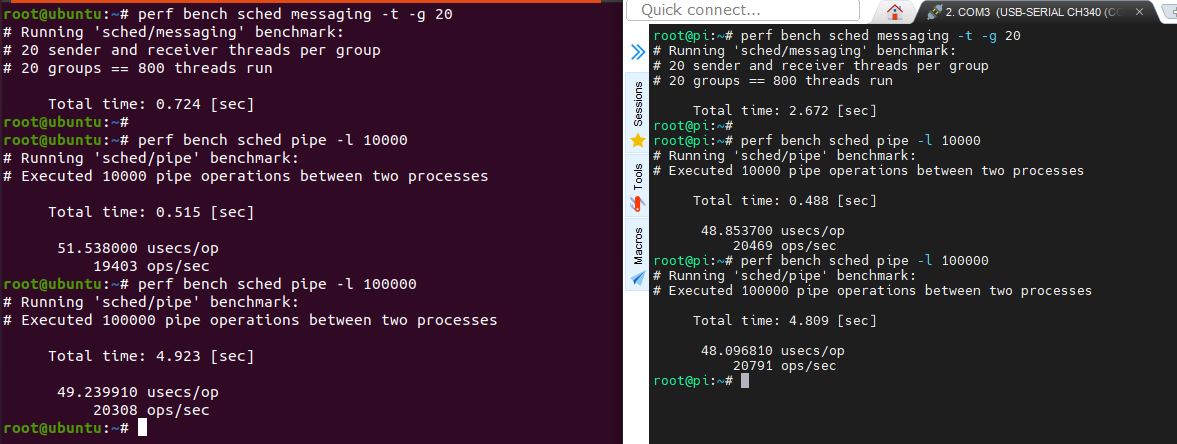 root@ubuntu:~# perf bench sched messaging -t -g 20
# Running 'sched/messaging' benchmark:
# 20 sender and receiver threads per group
# 20 groups == 800 threads run
Total time: 0.724 [sec]
root@ubuntu:~#
root@ubuntu:~# perf bench sched pipe -l 10000
# Running 'sched/pipe' benchmark:
# Executed 10000 pipe operations between two processes
Total time: 0.515 [sec]
51.538000 usecs/op
19403 ops/sec
root@ubuntu:~# perf bench sched pipe -l 100000
# Running 'sched/pipe' benchmark:
# Executed 100000 pipe operations between two processes
Total time: 4.923 [sec]
49.239910 usecs/op
20308 ops/sec
root@ubuntu:~#
Quick connect...
2. COM3 (USB-SERIAL CH340 (CO
Sessions
Tools
Macros
root@pi:~# perf bench sched messaging -t -g 20
# Running 'sched/messaging' benchmark:
# 20 sender and receiver threads per group
# 20 groups == 800 threads run
Total time: 2.672 [sec]
root@pi:~#
root@pi:~# perf bench sched pipe -l 10000
# Running 'sched/pipe' benchmark:
# Executed 10000 pipe operations between two processes
Total time: 0.488 [sec]
48.853700 usecs/op
20469 ops/sec
root@pi:~# perf bench sched pipe -l 100000
# Running 'sched/pipe' benchmark:
# Executed 100000 pipe operations between two processes
Total time: 4.809 [sec]
48.096810 usecs/op
20791 ops/sec
root@pi:~#